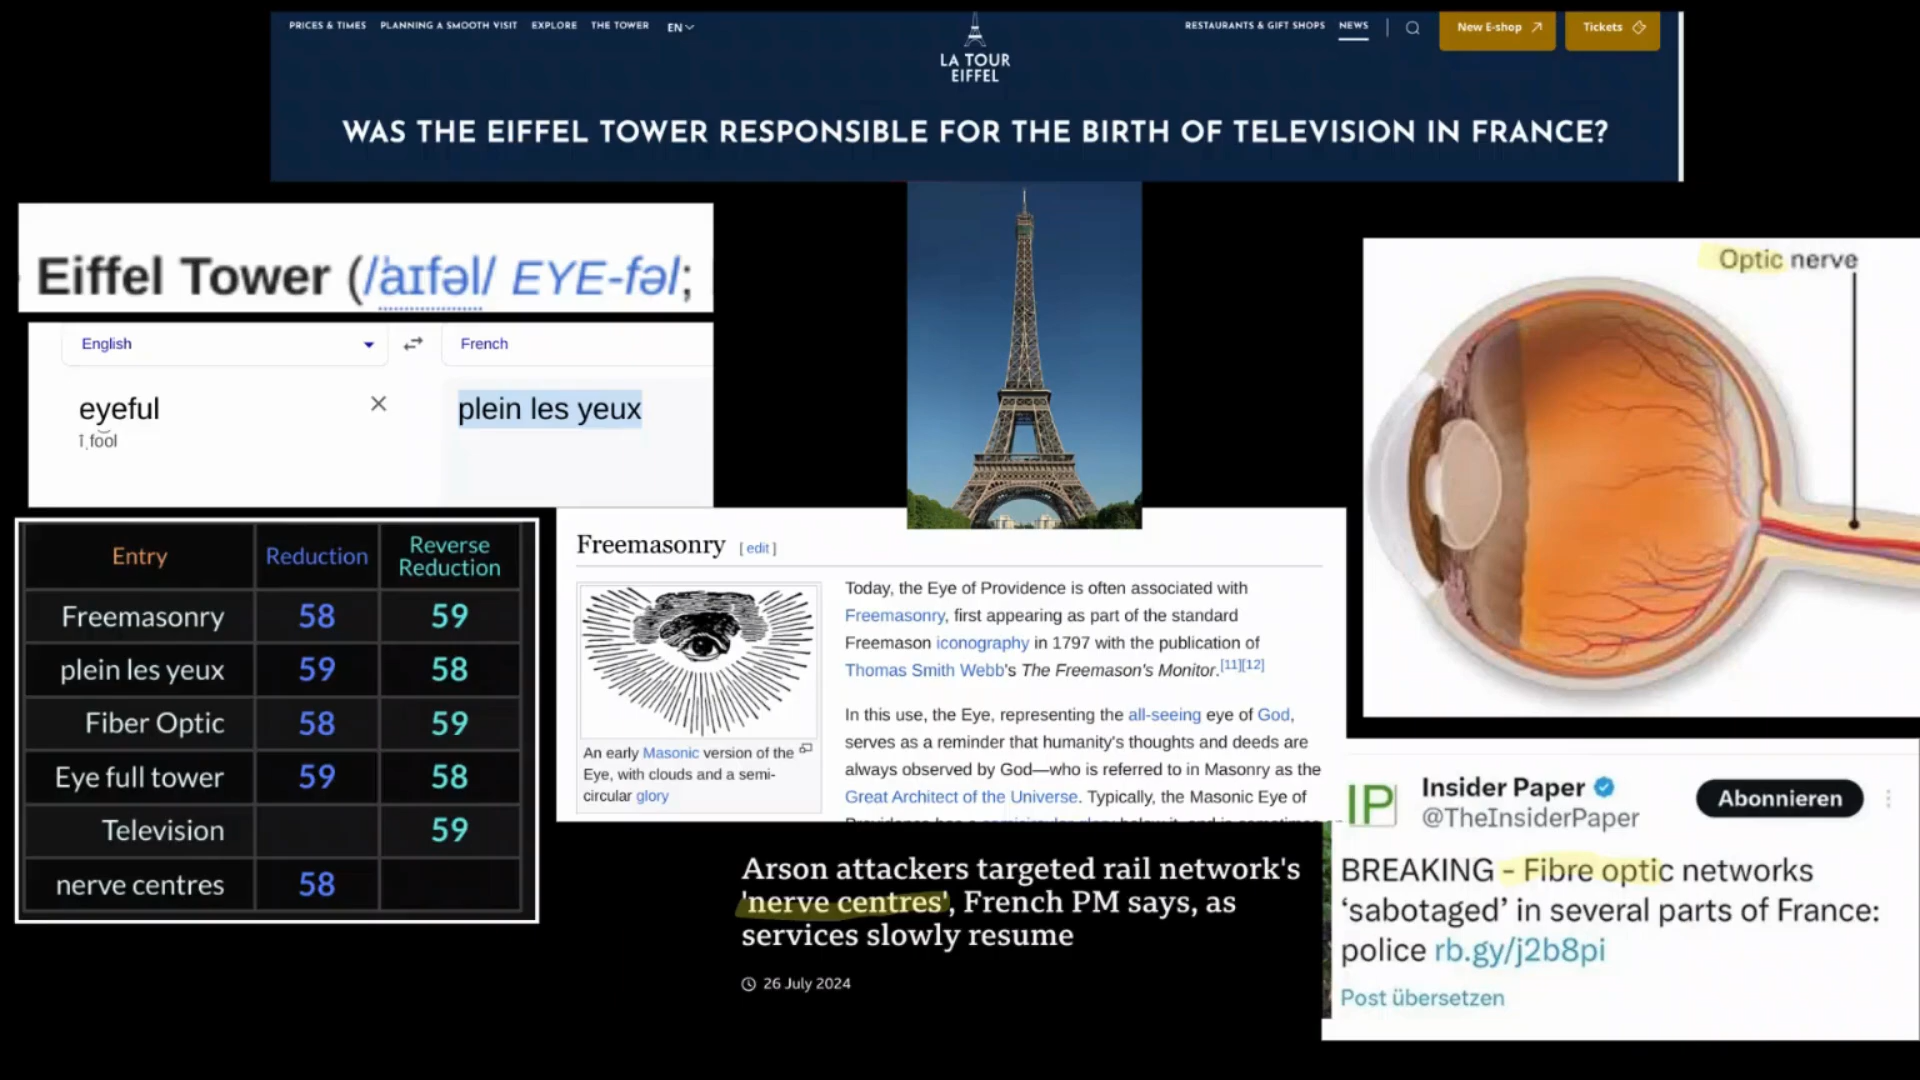 PRICES & TIMES PLANNING A SMOOTH VISIT EXPLORE THE TOWER EN
LA TOUR
EIFFEL
RESTAURANTS & GIFT SHOPS NEWS New E-shop Tickets
WAS THE EIFFEL TOWER RESPONSIBLE FOR THE BIRTH OF TELEVISION IN FRANCE?
Eiffel Tower (/ˈaɪfəl/ EYE-fəl;
English French
eyeful plein les yeux
ī fo͝ol
Optic nerve
Entry Reduction Reverse Reduction
Freemasonry 58 59
plein les yeux 59 58
Fiber Optic 58 59
Eye full tower 59 58
Television 59
nerve centres 58
Freemasonry [ edit ]
An early Masonic version of the
Eye, with clouds and a semi-
circular glory
Today, the Eye of Providence is often associated with
Freemasonry, first appearing as part of the standard
Freemason iconography in 1797 with the publication of
Thomas Smith Webb's The Freemason's Monitor.[11][12]
In this use, the Eye, representing the all-seeing eye of God,
serves as a reminder that humanity's thoughts and deeds are
always observed by God—who is referred to in Masonry as the
Great Architect of the Universe. Typically, the Masonic Eye of
Arson attackers targeted rail network's
'nerve centres', French PM says, as
services slowly resume
26 July 2024
IP
Insider Paper
@TheInsiderPaper
Abonnieren
BREAKING - Fibre optic networks
‘sabotaged’ in several parts of France:
police rb.gy/j2b8pi
Post übersetzen